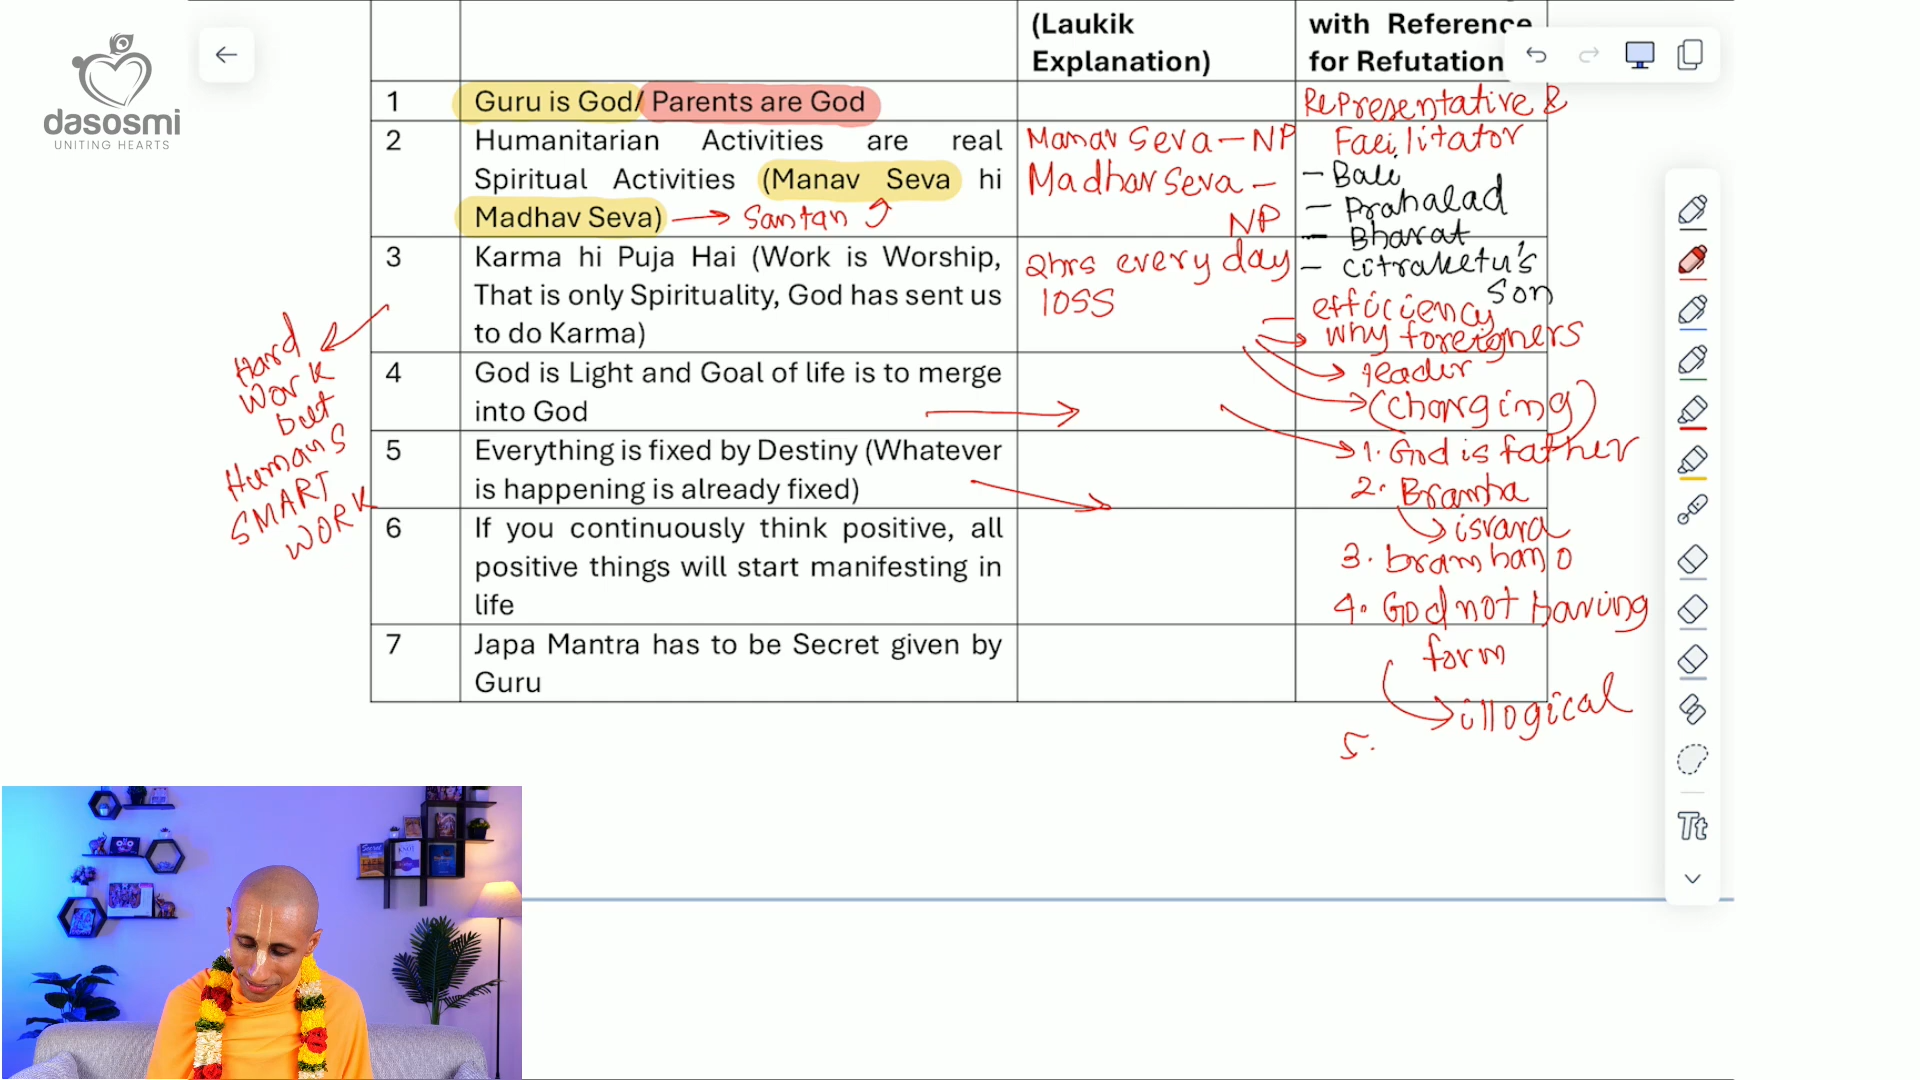 dasosmi
UNITING HEARTS
(Laukik
Explanation)
with Reference
for Refutation
1
Guru is God/ Parents are God
Representative &
Facilitator
2
Humanitarian Activities are real
Spiritual Activities (Manav Seva hi
Madhav Seva)
Santan
Manav Seva - NP
Madhav Seva -
NP
- Bali
- Prahalad
- Bharat
- Citraketu's
Son
3
Karma hi Puja Hai (Work is Worship,
That is only Spirituality, God has sent us
to do Karma)
2hrs every day
loss
efficiency
why foreigners
leader
(Charging)
Hard
Work
but
Humans
SMART
WORK
4
God is Light and Goal of life is to merge
into God
1. God is father
2. Bramha
isvara
3. bramhano
4. God not having
form
illogical
5.
5
Everything is fixed by Destiny (Whatever
is happening is already fixed)
6
If you continuously think positive, all
positive things will start manifesting in
life
7
Japa Mantra has to be Secret given by
Guru
Tt